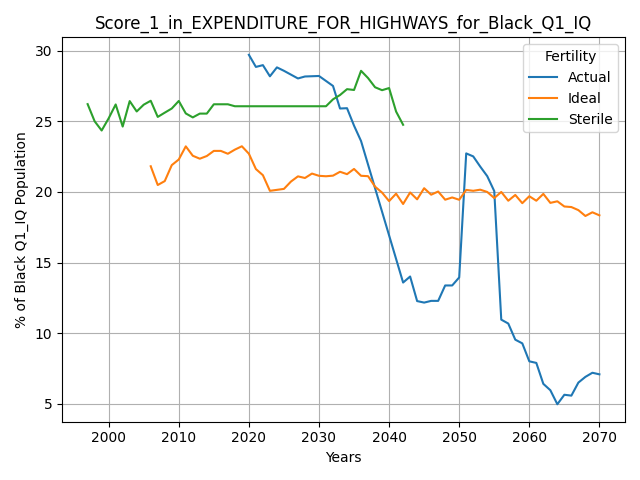 Score_1_in_EXPENDITURE_FOR_HIGHWAYS_for_Black_Q1_IQ
Fertility
Actual
Ideal
Sterile
% of Black Q1_IQ Population
30
25
20
15
10
5
2000 2010 2020 2030 2040 2050 2060 2070
Years